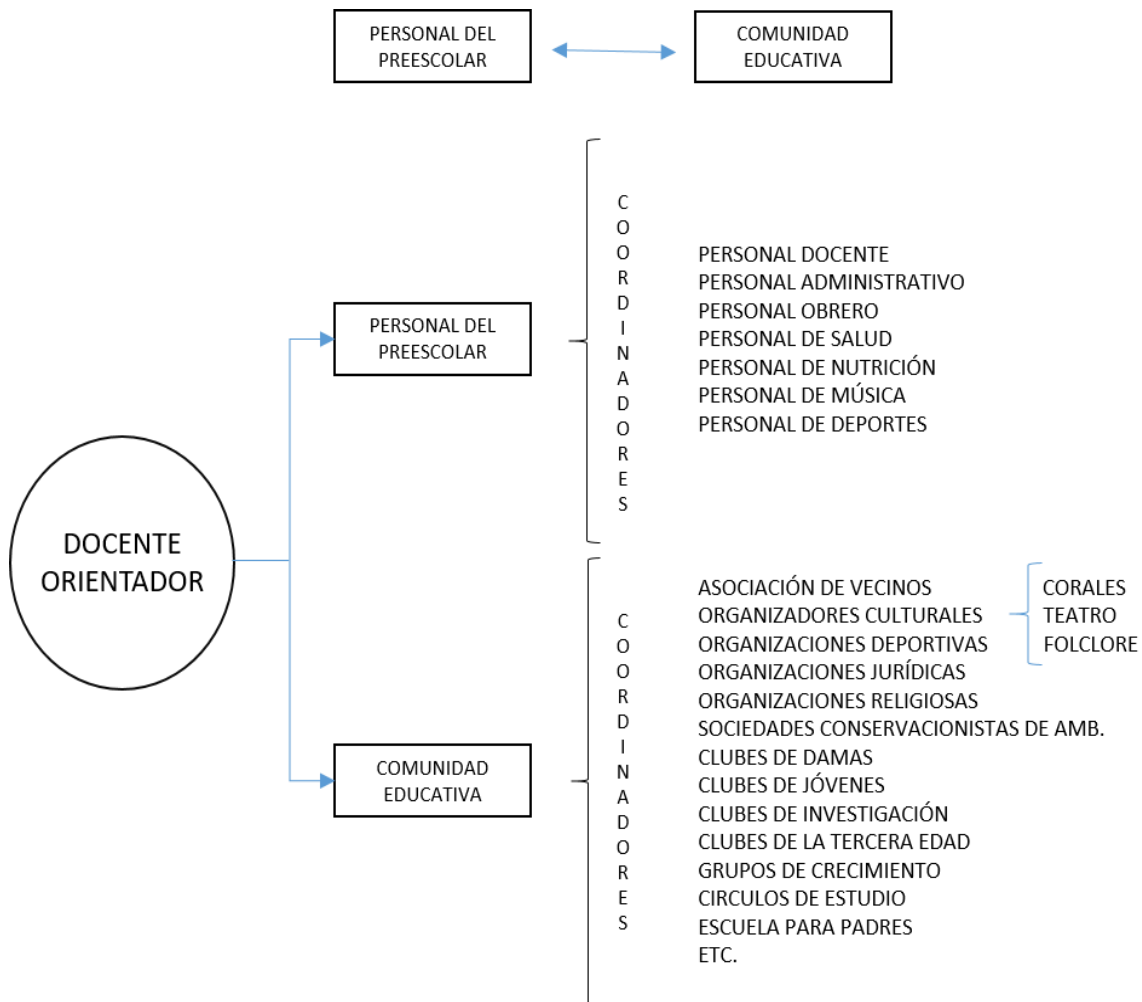 PERSONAL DEL
PREESCOLAR
COMUNIDAD
EDUCATIVA
DOCENTE
ORIENTADOR
PERSONAL DEL
PREESCOLAR
COORDINADORES
PERSONAL DOCENTE
PERSONAL ADMINISTRATIVO
PERSONAL OBRERO
PERSONAL DE SALUD
PERSONAL DE NUTRICIÓN
PERSONAL DE MÚSICA
PERSONAL DE DEPORTES
COMUNIDAD
EDUCATIVA
COORDINADORES
ASOCIACIÓN DE VECINOS
ORGANIZADORES CULTURALES
ORGANIZACIONES DEPORTIVAS
ORGANIZACIONES JURÍDICAS
ORGANIZACIONES RELIGIOSAS
SOCIEDADES CONSERVACIONISTAS DE AMB.
CLUBES DE DAMAS
CLUBES DE JÓVENES
CLUBES DE INVESTIGACIÓN
CLUBES DE LA TERCERA EDAD
GRUPOS DE CRECIMIENTO
CIRCULOS DE ESTUDIO
ESCUELA PARA PADRES
ETC.
CORALES
TEATRO
FOLCLORE